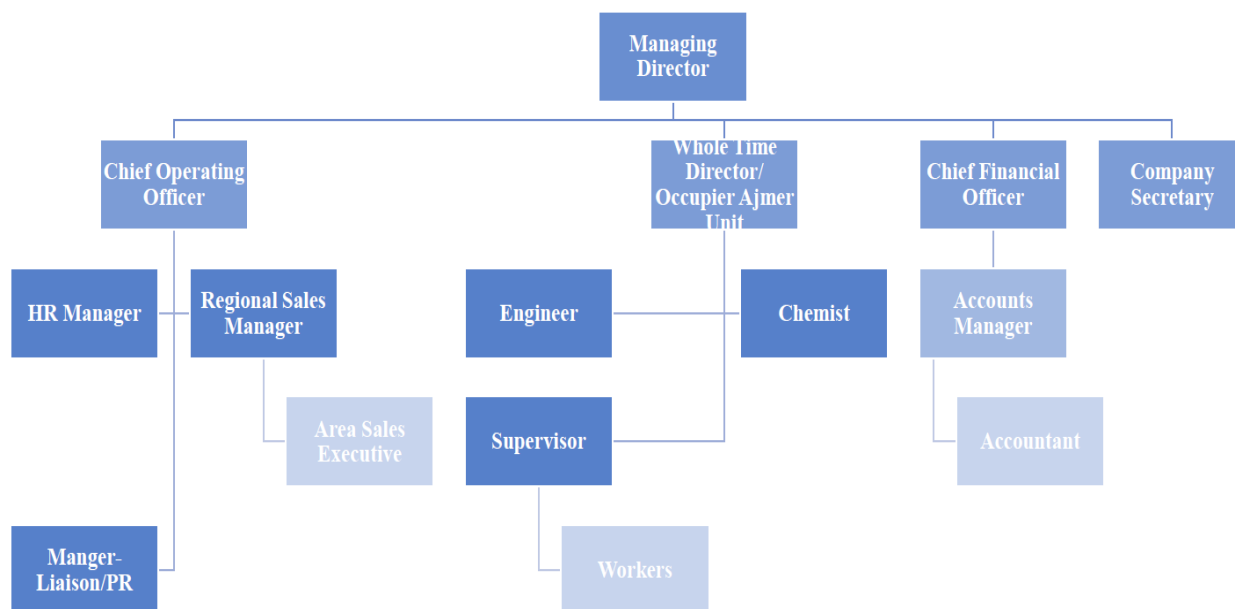 Managing
Director
Chief Operating
Officer
Whole Time
Director/
Occupier Ajmer
Unit
Chief Financial
Officer
Company
Secretary
HR Manager
Regional Sales
Manager
Engineer
Chemist
Accounts
Manager
Area Sales
Executive
Supervisor
Accountant
Manger-
Liaison/PR
Workers